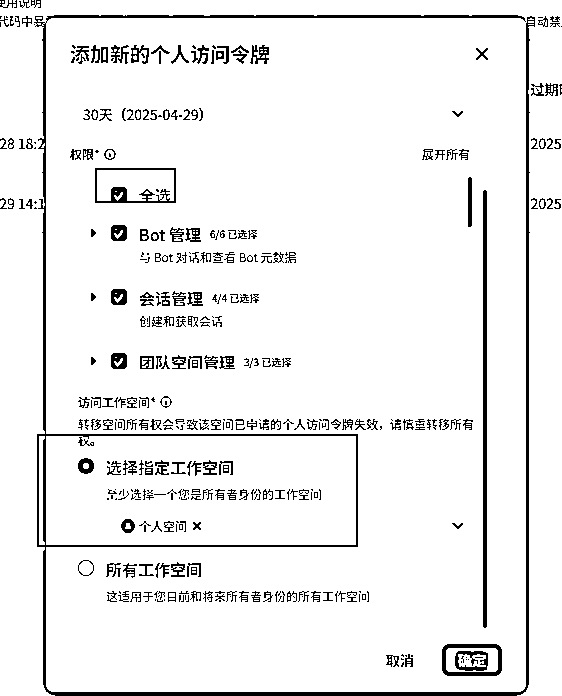 使用说明
代码中暴
自动禁
添加新的个人访问令牌
过期时
30天（2025-04-29）
28 18:2
2025
权限*
展开所有
全选
29 14:1
2025
Bot 管理 6/6 已选择
与 Bot 对话和查看 Bot 元数据
会话管理 4/4 已选择
创建和获取会话
团队空间管理 3/3 已选择
访问工作空间*
转移空间所有权会导致该空间已申请的个人访问令牌失效，请慎重转移所有
权。
选择指定工作空间
至少选择一个您是所有者身份的工作空间
个人空间 ×
所有工作空间
这适用于您目前和将来所有者身份的所有工作空间
取消
确定